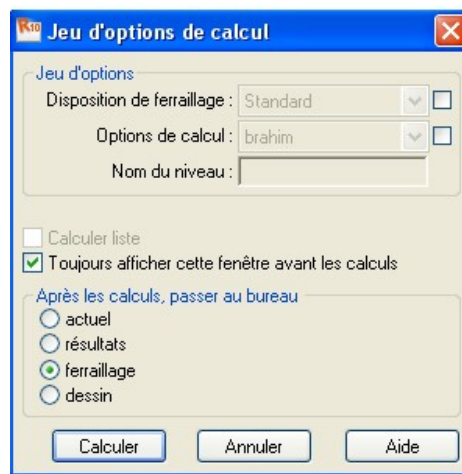 R10 Jeu d'options de calcul
Jeu d'options
Disposition de ferraillage : Standard
Options de calcul : brahim
Nom du niveau :
Calculer liste
Toujours afficher cette fenêtre avant les calculs
Après les calculs, passer au bureau
actuel
résultats
ferraillage
dessin
Calculer Annuler Aide